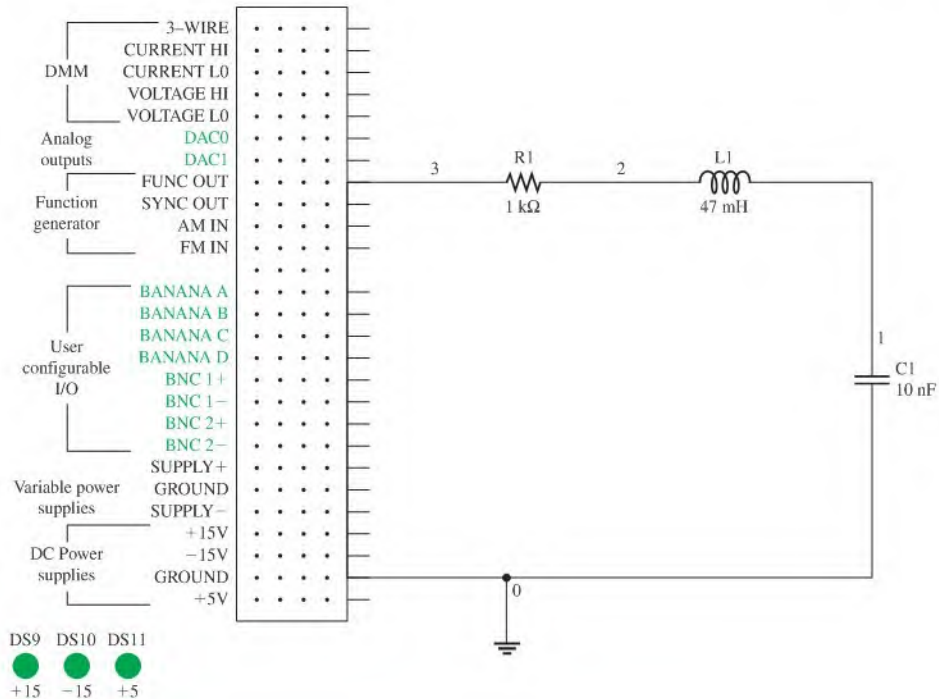 3–WIRE
CURRENT HI
DMM
CURRENT L0
VOLTAGE HI
VOLTAGE L0
Analog
outputs
DAC0
DAC1
Function
generator
FUNC OUT
SYNC OUT
AM IN
FM IN
User
configurable
I/O
BANANA A
BANANA B
BANANA C
BANANA D
BNC 1+
BNC 1−
BNC 2+
BNC 2−
Variable power
supplies
SUPPLY+
GROUND
SUPPLY−
DC Power
supplies
+15V
−15V
GROUND
+5V
3
R1
1 kΩ
2
L1
47 mH
1
C1
10 nF
0
DS9 DS10 DS11
+15 −15 +5